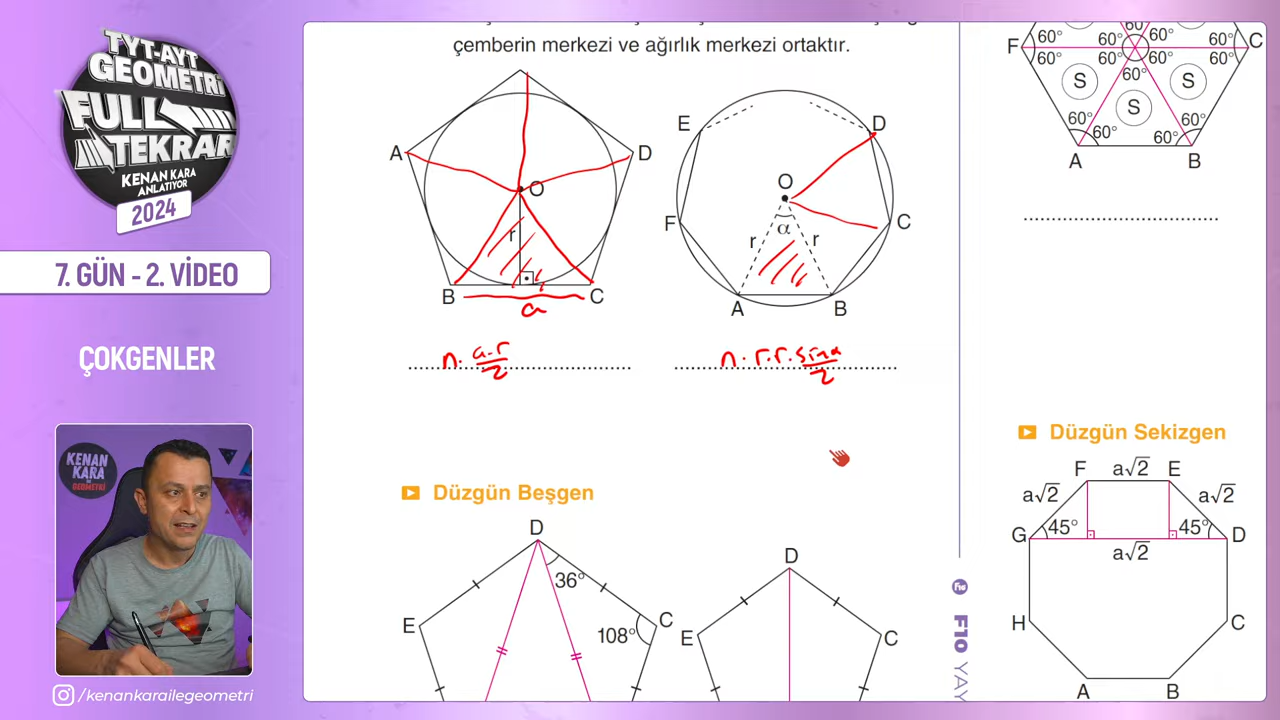 TYT-AYT
GEOMETRİ
FULL
TEKRAR
KENAN KARA
ANLATIYOR
2024
7. GÜN - 2. VİDEO
ÇOKGENLER
KENAN
KARA
GEOMETRİ
/kenankarailegeometri
çemberin merkezi ve ağırlık merkezi ortaktır.
A
D
O
r
B
C
a
n. a.r/2
E
D
O
F
C
α
r
r
A
B
n. r.r. sinα/2
Düzgün Beşgen
D
36°
E
C
108°
D
E
C
F
C
60°
60°
60°
60°
60°
60°
60°
60°
60°
S
S
S
60°
60°
60°
60°
A
B
Düzgün Sekizgen
F
a√2
E
a√2
a√2
G
45°
45°
D
a√2
H
C
A
B
F10 YAY